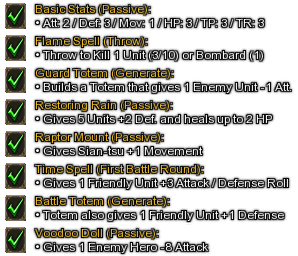 Basic Stats (Passive):
• Att: 2 / Def: 3 / Mov: 1 / HP: 3 / TP: 3 / TR: 3
Flame Spell (Throw):
• Throw to Kill 1 Unit (3/10) or Bombard (1)
Guard Totem (Generate):
• Builds a Totem that gives 1 Enemy Unit -1 Att.
Restoring Rain (Passive):
• Gives 5 Units +2 Def. and heals up to 2 HP
Raptor Mount (Passive):
• Gives Sian-tsu +1 Movement
Time Spell (First Battle Round):
• Gives 1 Friendly Unit +3 Attack / Defense Roll
Battle Totem (Generate):
• Totem also gives 1 Friendly Unit +1 Defense
Voodoo Doll (Passive):
• Gives 1 Enemy Hero -8 Attack